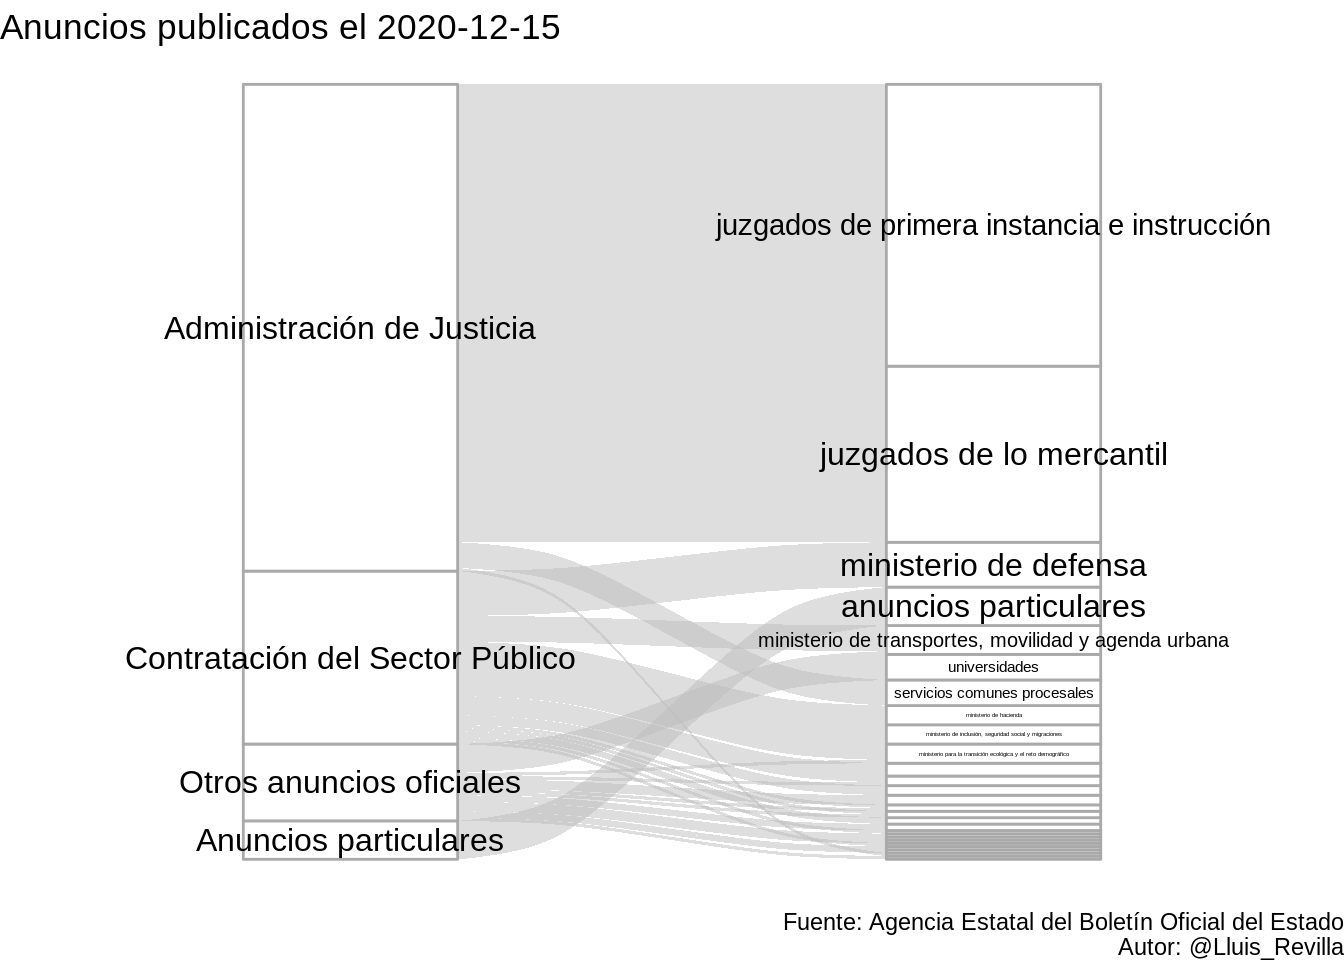 Anuncios publicados el 2020-12-15
juzgados de primera instancia e instrucción
Administración de Justicia
juzgados de lo mercantil
ministerio de defensa
anuncios particulares
ministerio de transportes, movilidad y agenda urbana
Contratación del Sector Público
universidades
servicios comunes procesales
ministerio de hacienda
ministerio de inclusión, seguridad social y migraciones
ministerio para la transición ecológica y el reto demográfico
Otros anuncios oficiales
Anuncios particulares
Fuente: Agencia Estatal del Boletín Oficial del Estado
Autor: @Lluis_Revilla